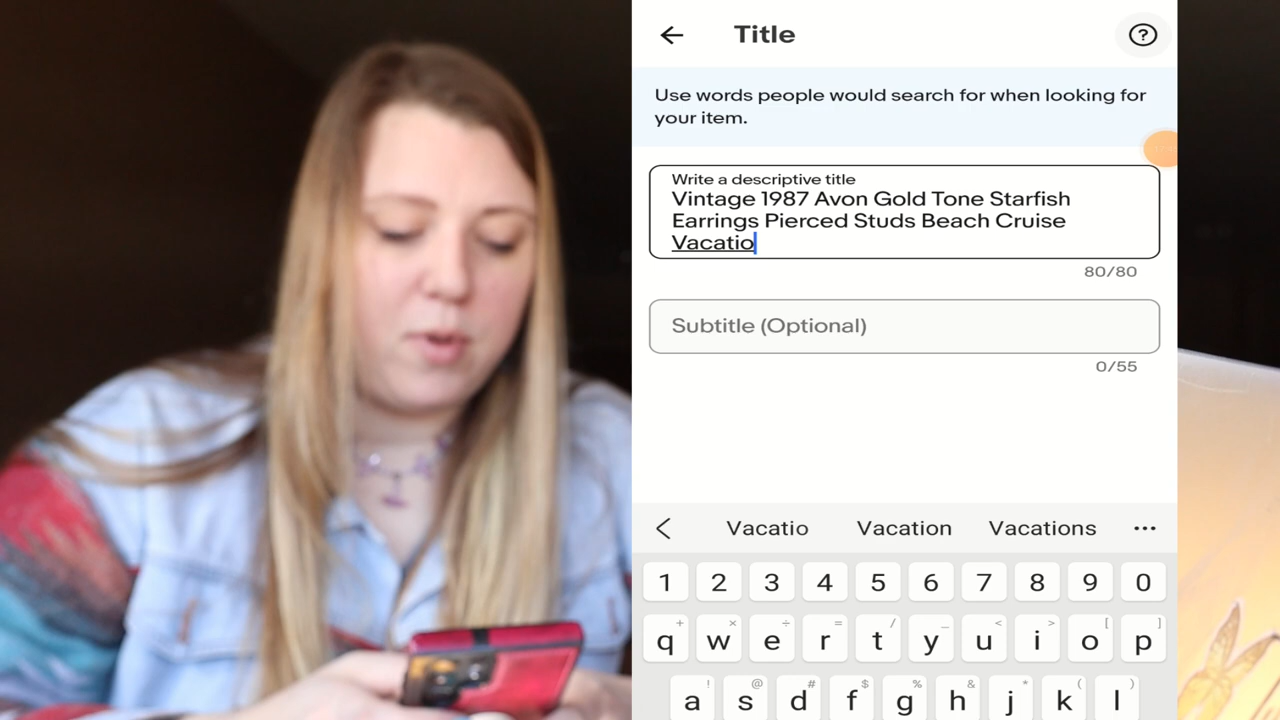 Title
?
Use words people would search for when looking for
your item.
Write a descriptive title
Vintage 1987 Avon Gold Tone Starfish
Earrings Pierced Studs Beach Cruise
Vacatio
80/80
Subtitle (Optional)
0/55
Vacatio Vacation Vacations ...
1 2 3 4 5 6 7 8 9 0
+ × ÷ = / _ < > [ ]
q w e r t y u i o p
! @ # $ % & * ( )
a s d f g h j k l